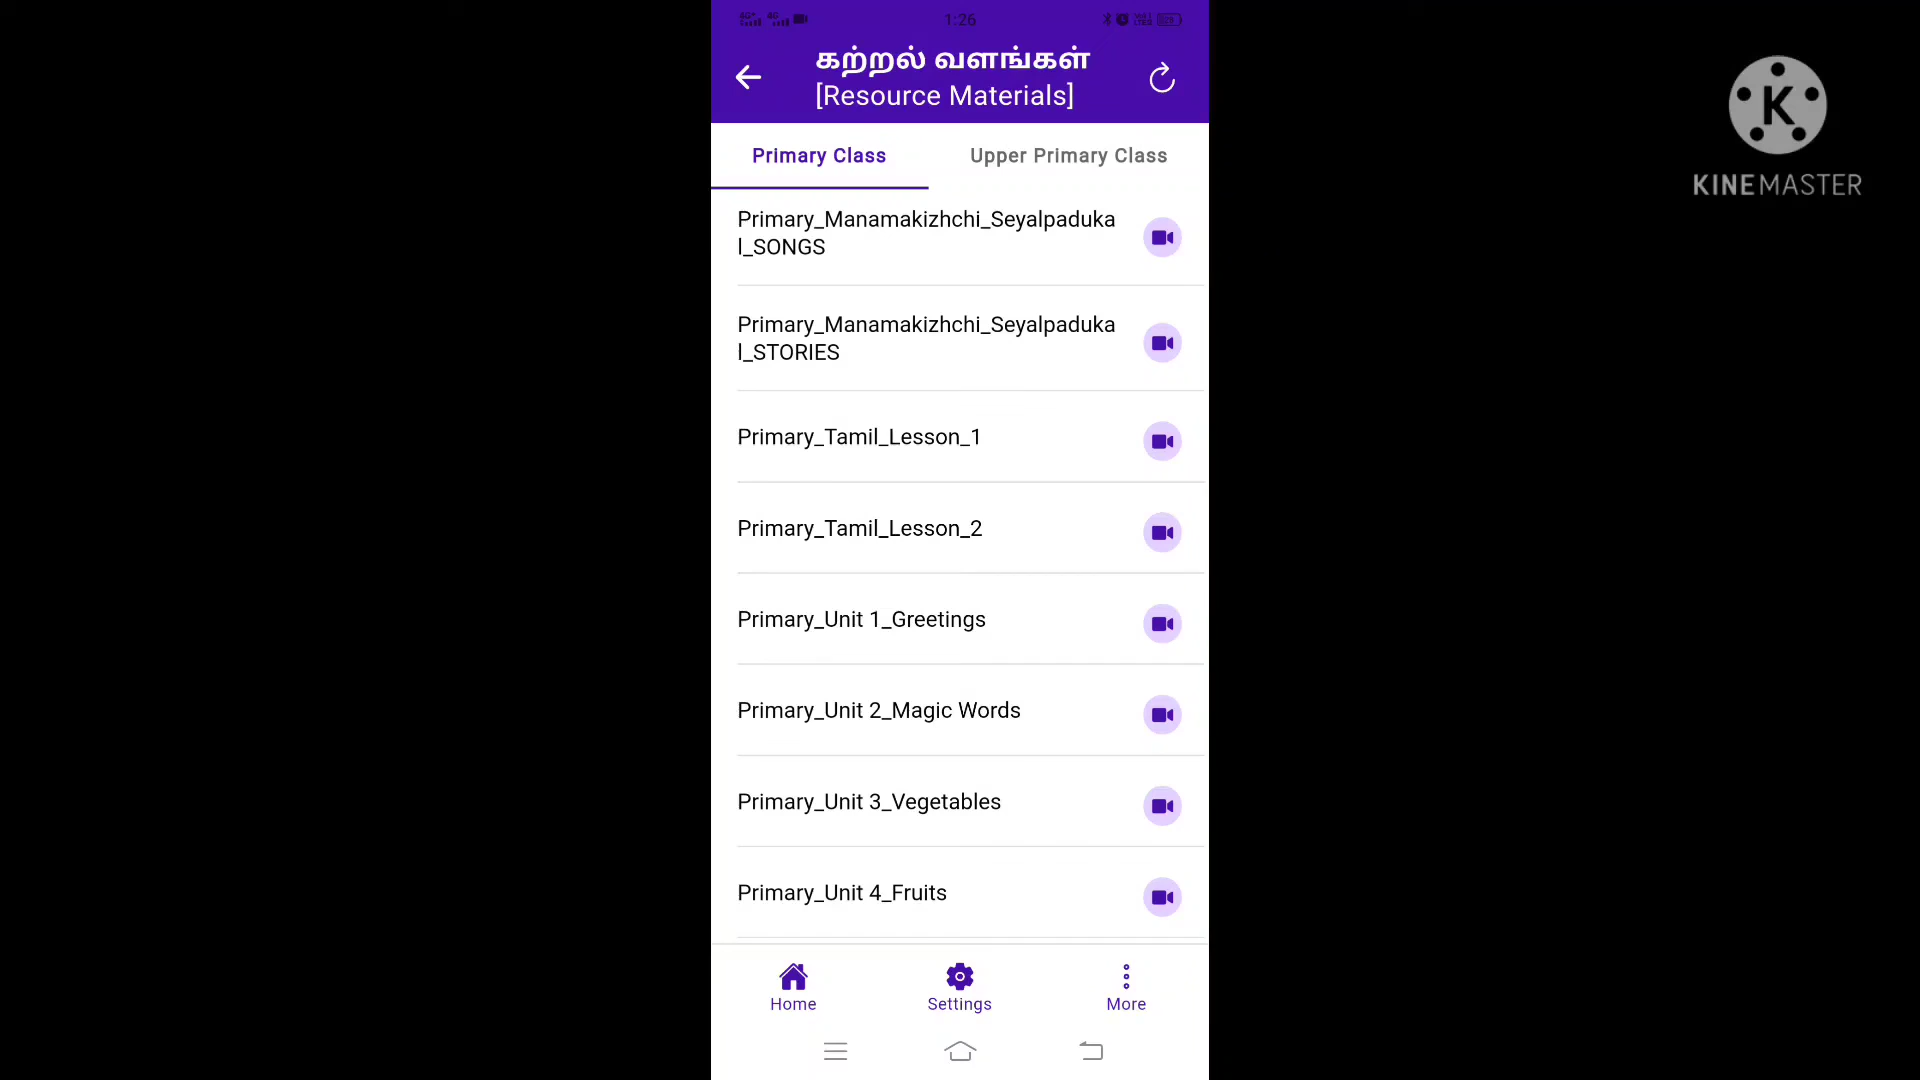 1:26
கற்றல் வளங்கள்
[Resource Materials]
Primary Class
Upper Primary Class
Primary_Manamakizhchi_Seyalpaduka
l_SONGS
Primary_Manamakizhchi_Seyalpaduka
l_STORIES
Primary_Tamil_Lesson_1
Primary_Tamil_Lesson_2
Primary_Unit 1_Greetings
Primary_Unit 2_Magic Words
Primary_Unit 3_Vegetables
Primary_Unit 4_Fruits
Home
Settings
More
K
KINEMASTER